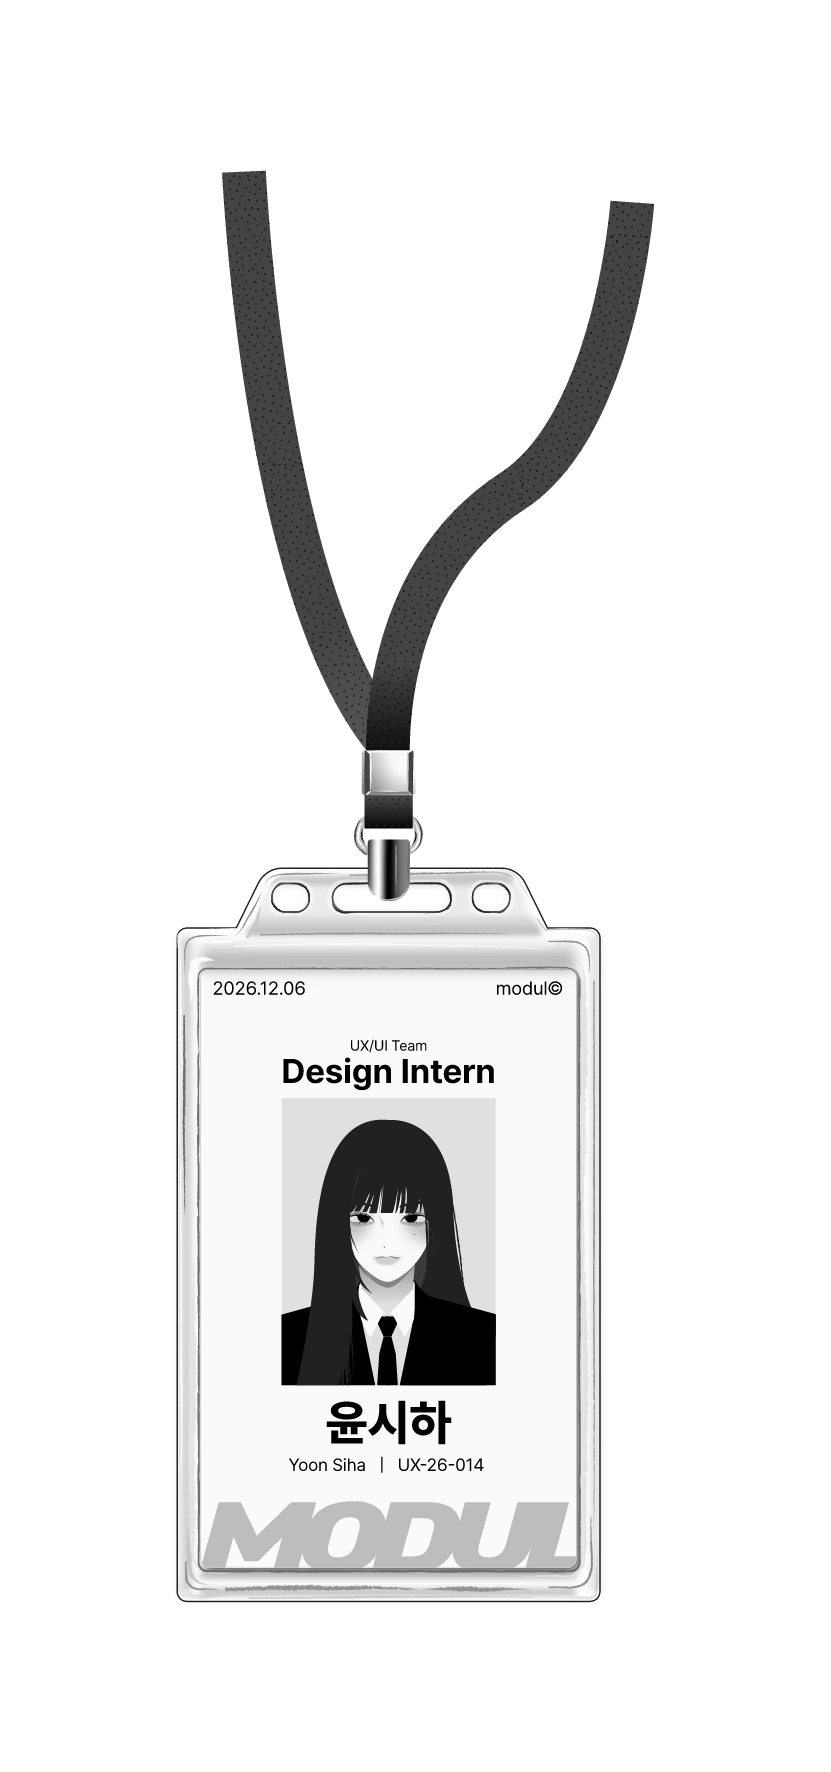 2026.12.06 modul©
UX/UI Team
Design Intern
윤시하
Yoon Siha | UX-26-014
MODUL